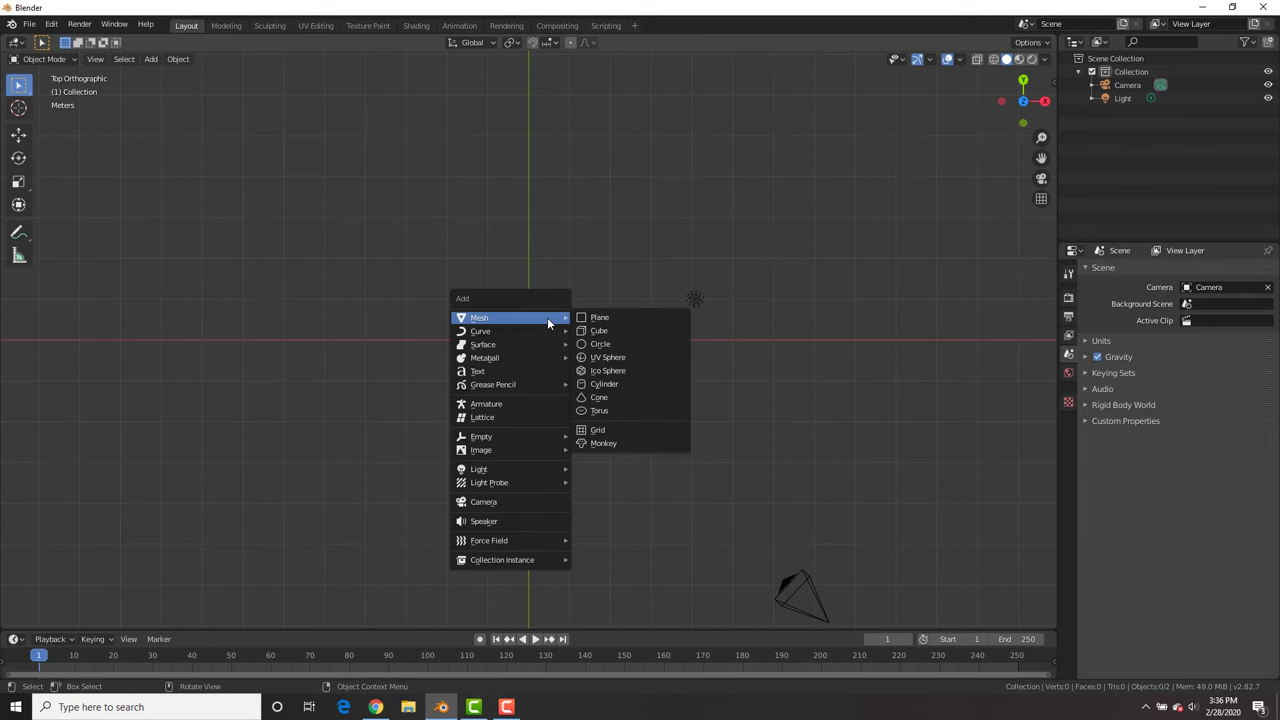 Blender
File Edit Render Window Help Layout Modeling Sculpting UV Editing Texture Paint Shading Animation Rendering Compositing Scripting + Scene View Layer
Global Options
Object Mode View Select Add Object
Top Orthographic
(1) Collection
Meters
Y
Z X
Add
Mesh
Curve
Surface
Metaball
Text
Grease Pencil
Armature
Lattice
Empty
Image
Light
Light Probe
Camera
Speaker
Force Field
Collection Instance
Plane
Cube
Circle
UV Sphere
Ico Sphere
Cylinder
Cone
Torus
Grid
Monkey
Scene Collection
Collection
Camera
Light
Scene View Layer
Scene
Camera Camera
Background Scene
Active Clip
Units
Gravity
Keying Sets
Audio
Rigid Body World
Custom Properties
Playback Keying View Marker 1 Start 1 End 250
1 10 20 30 40 50 60 70 80 90 100 110 120 130 140 150 160 170 180 190 200 210 220 230 240 250
Select Box Select Rotate View Object Context Menu Collection | Verts:0 | Faces:0 | Tris:0 | Objects:0/2 | Mem: 49.0 MiB | v2.82.7
Type here to search
3:36 PM
2/28/2020
3